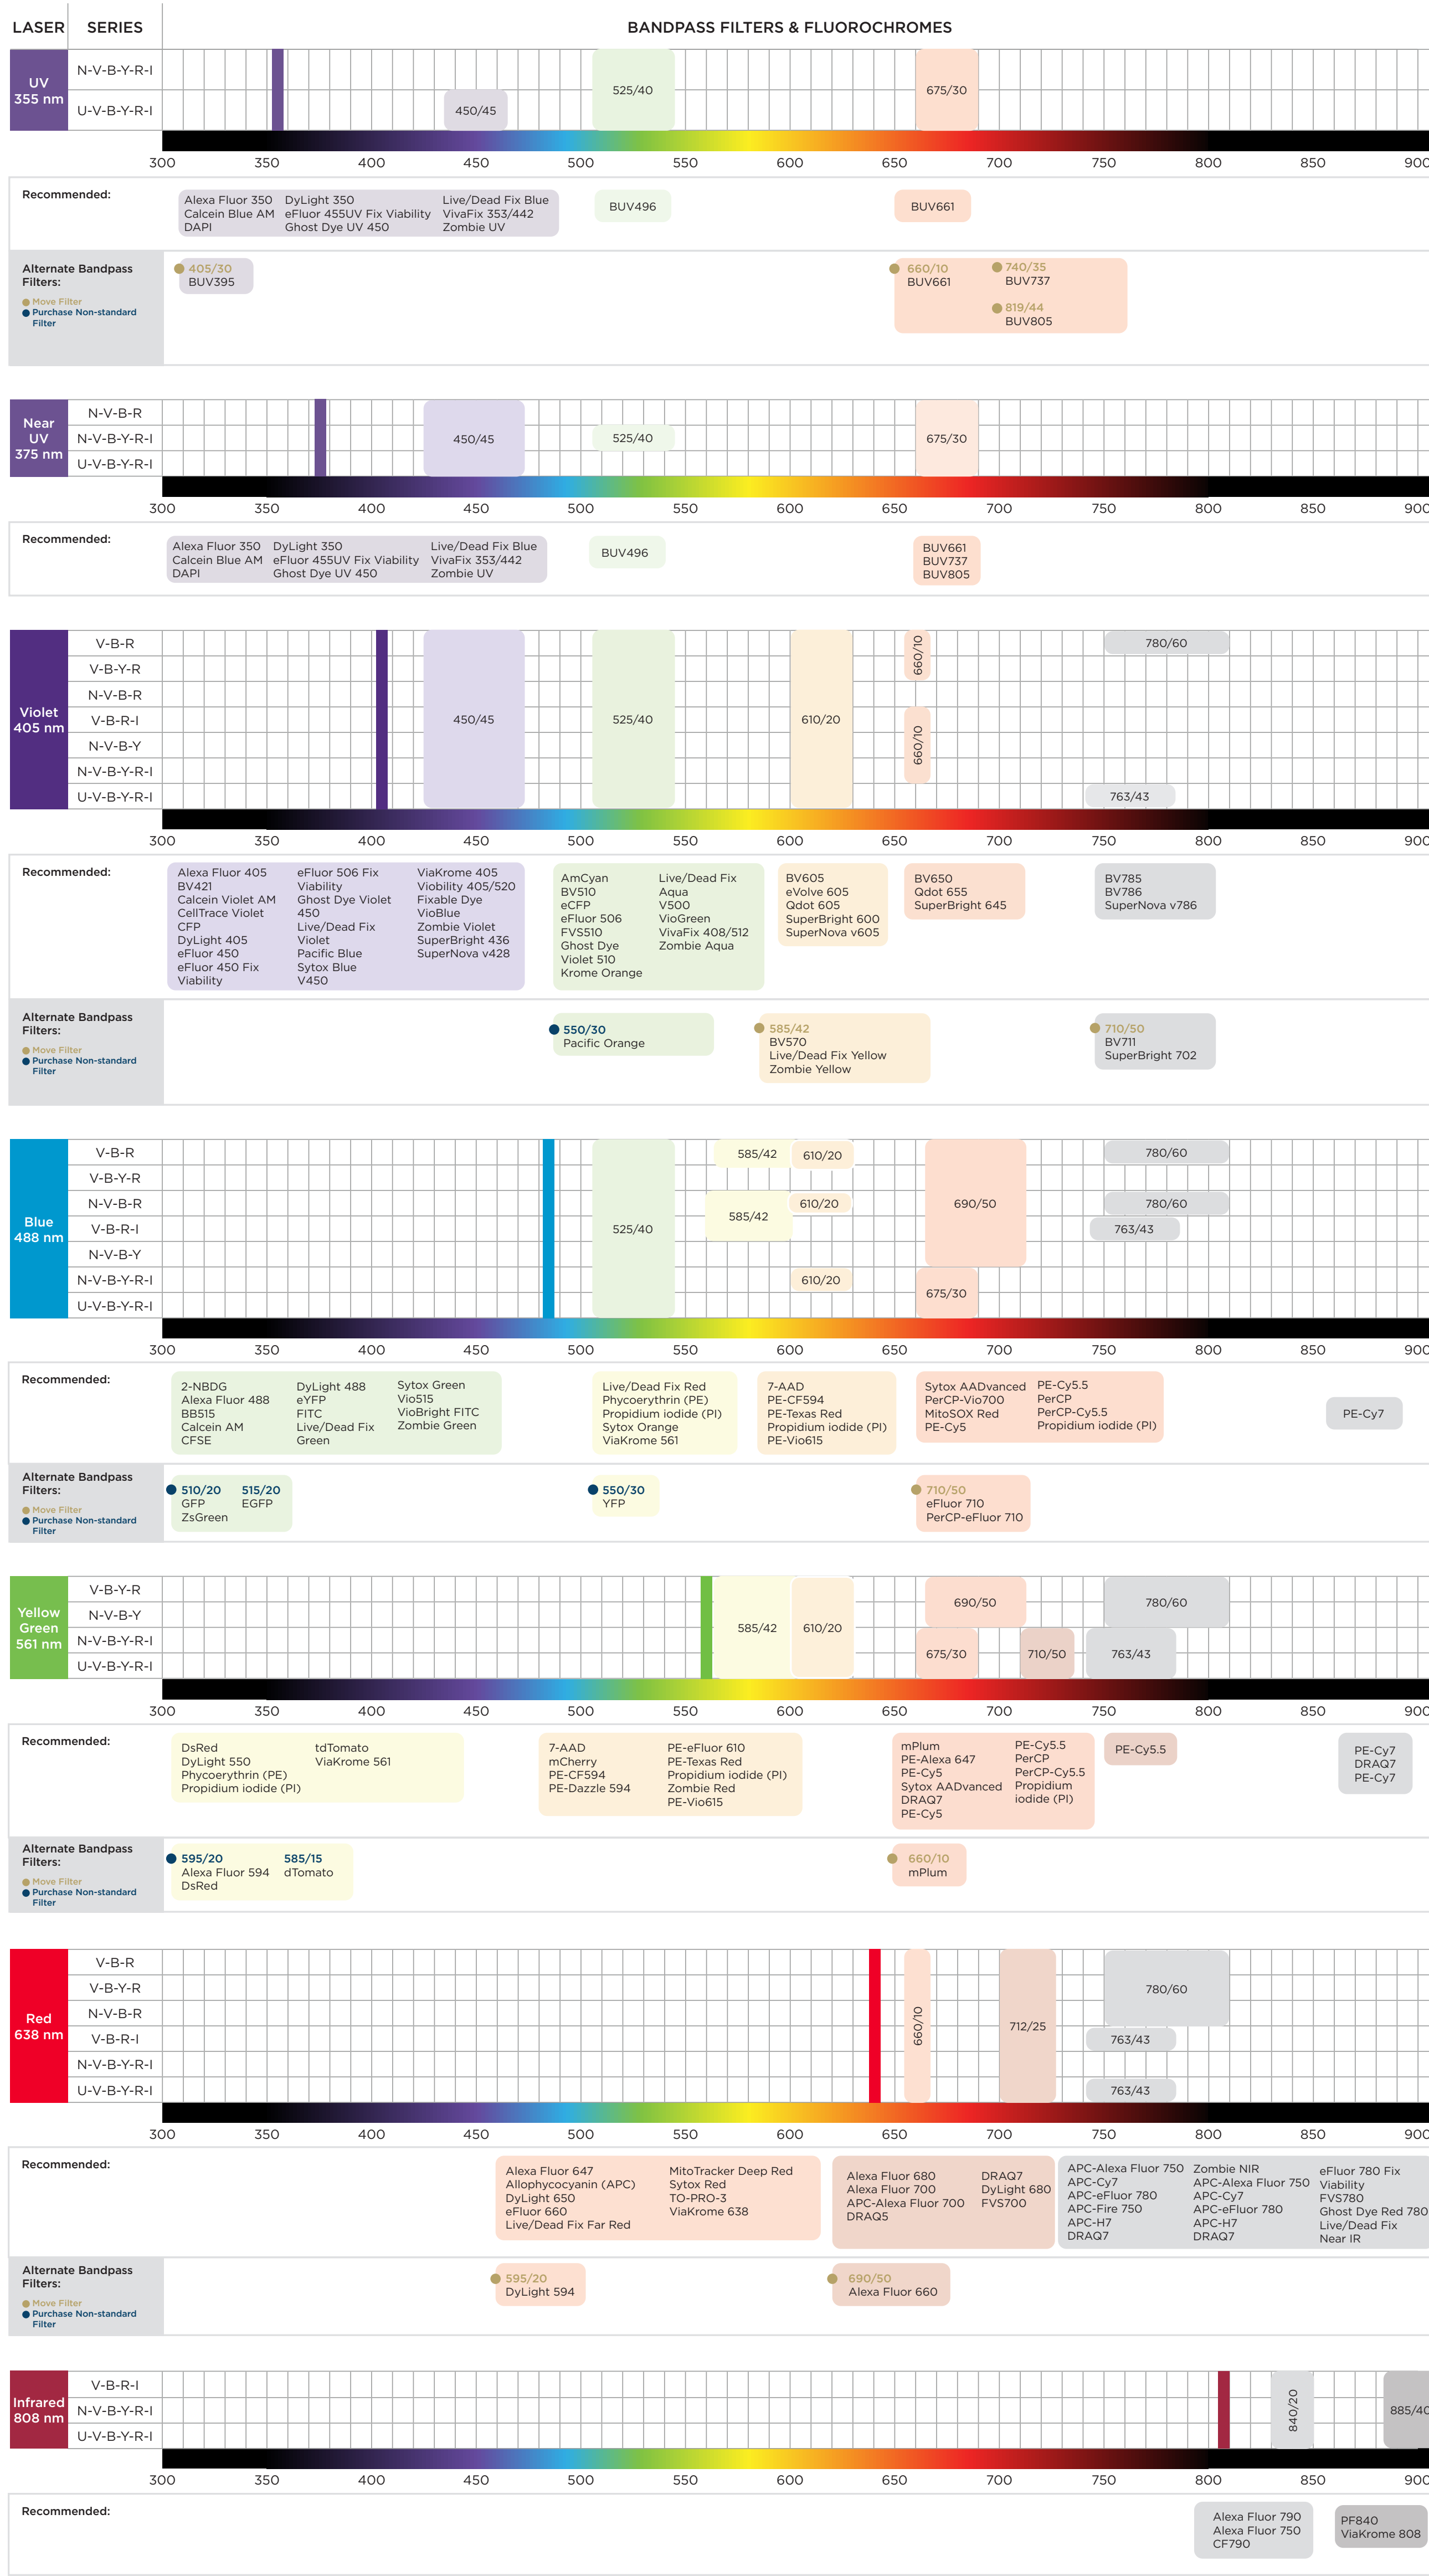 LASER SERIES BANDPASS FILTERS & FLUOROCHROMES
UV
355 nm
N-V-B-Y-R-I
U-V-B-Y-R-I
450/45
525/40
675/30
300 350 400 450 500 550 600 650 700 750 800 850 900
Recommended:
Alexa Fluor 350
Calcein Blue AM
DAPI
DyLight 350
eFluor 455UV Fix Viability
Ghost Dye UV 450
Live/Dead Fix Blue
VivaFix 353/442
Zombie UV
BUV496
BUV661
Alternate Bandpass
Filters:
Move Filter
Purchase Non-standard
Filter
405/30
BUV395
660/10
BUV661
740/35
BUV737
819/44
BUV805
Near
UV
375 nm
N-V-B-R
N-V-B-Y-R-I
U-V-B-Y-R-I
450/45
525/40
675/30
300 350 400 450 500 550 600 650 700 750 800 850 900
Recommended:
Alexa Fluor 350
Calcein Blue AM
DAPI
DyLight 350
eFluor 455UV Fix Viability
Ghost Dye UV 450
Live/Dead Fix Blue
VivaFix 353/442
Zombie UV
BUV496
BUV661
BUV737
BUV805
Violet
405 nm
V-B-R
V-B-Y-R
N-V-B-R
V-B-R-I
N-V-B-Y
N-V-B-Y-R-I
U-V-B-Y-R-I
450/45
525/40
610/20
660/10
660/10
780/60
763/43
300 350 400 450 500 550 600 650 700 750 800 850 900
Recommended:
Alexa Fluor 405
BV421
Calcein Violet AM
CellTrace Violet
CFP
DyLight 405
eFluor 450
eFluor 450 Fix
Viability
eFluor 506 Fix
Viability
Ghost Dye Violet
450
Live/Dead Fix
Violet
Pacific Blue
Sytox Blue
V450
ViaKrome 405
Viobility 405/520
Fixable Dye
VioBlue
Zombie Violet
SuperBright 436
SuperNova v428
AmCyan
BV510
eCFP
eFluor 506
FVS510
Ghost Dye
Violet 510
Krome Orange
Live/Dead Fix
Aqua
V500
VioGreen
VivaFix 408/512
Zombie Aqua
BV605
eVolve 605
Qdot 605
SuperBright 600
SuperNova v605
BV650
Qdot 655
SuperBright 645
BV785
BV786
SuperNova v786
Alternate Bandpass
Filters:
Move Filter
Purchase Non-standard
Filter
550/30
Pacific Orange
585/42
BV570
Live/Dead Fix Yellow
Zombie Yellow
710/50
BV711
SuperBright 702
Blue
488 nm
V-B-R
V-B-Y-R
N-V-B-R
V-B-R-I
N-V-B-Y
N-V-B-Y-R-I
U-V-B-Y-R-I
525/40
585/42
610/20
585/42
610/20
610/20
690/50
675/30
780/60
780/60
763/43
300 350 400 450 500 550 600 650 700 750 800 850 900
Recommended:
2-NBDG
Alexa Fluor 488
BB515
Calcein AM
CFSE
DyLight 488
eYFP
FITC
Live/Dead Fix
Green
Sytox Green
Vio515
VioBright FITC
Zombie Green
Live/Dead Fix Red
Phycoerythrin (PE)
Propidium iodide (PI)
Sytox Orange
ViaKrome 561
7-AAD
PE-CF594
PE-Texas Red
Propidium iodide (PI)
PE-Vio615
Sytox AADvanced
PerCP-Vio700
MitoSOX Red
PE-Cy5
PE-Cy5.5
PerCP
PerCP-Cy5.5
Propidium iodide (PI)
PE-Cy7
Alternate Bandpass
Filters:
Move Filter
Purchase Non-standard
Filter
510/20
GFP
ZsGreen
515/20
EGFP
550/30
YFP
710/50
eFluor 710
PerCP-eFluor 710
Yellow
Green
561 nm
V-B-Y-R
N-V-B-Y
N-V-B-Y-R-I
U-V-B-Y-R-I
585/42
610/20
690/50
675/30
710/50
780/60
763/43
300 350 400 450 500 550 600 650 700 750 800 850 900
Recommended:
DsRed
DyLight 550
Phycoerythrin (PE)
Propidium iodide (PI)
tdTomato
ViaKrome 561
7-AAD
mCherry
PE-CF594
PE-Dazzle 594
PE-eFluor 610
PE-Texas Red
Propidium iodide (PI)
Zombie Red
PE-Vio615
mPlum
PE-Alexa 647
PE-Cy5
Sytox AADvanced
DRAQ7
PE-Cy5
PE-Cy5.5
PerCP
PerCP-Cy5.5
Propidium
iodide (PI)
PE-Cy5.5
PE-Cy7
DRAQ7
PE-Cy7
Alternate Bandpass
Filters:
Move Filter
Purchase Non-standard
Filter
595/20
Alexa Fluor 594
DsRed
585/15
dTomato
660/10
mPlum
Red
638 nm
V-B-R
V-B-Y-R
N-V-B-R
V-B-R-I
N-V-B-Y-R-I
U-V-B-Y-R-I
660/10
712/25
780/60
763/43
763/43
300 350 400 450 500 550 600 650 700 750 800 850 900
Recommended:
Alexa Fluor 647
Allophycocyanin (APC)
DyLight 650
eFluor 660
Live/Dead Fix Far Red
MitoTracker Deep Red
Sytox Red
TO-PRO-3
ViaKrome 638
Alexa Fluor 680
Alexa Fluor 700
APC-Alexa Fluor 700
DRAQ5
DRAQ7
DyLight 680
FVS700
APC-Alexa Fluor 750
APC-Cy7
APC-eFluor 780
APC-Fire 750
APC-H7
DRAQ7
Zombie NIR
APC-Alexa Fluor 750
APC-Cy7
APC-eFluor 780
APC-H7
DRAQ7
eFluor 780 Fix
Viability
FVS780
Ghost Dye Red 780
Live/Dead Fix
Near IR
Alternate Bandpass
Filters:
Move Filter
Purchase Non-standard
Filter
595/20
DyLight 594
690/50
Alexa Fluor 660
Infrared
808 nm
V-B-R-I
N-V-B-Y-R-I
U-V-B-Y-R-I
840/20
885/40
300 350 400 450 500 550 600 650 700 750 800 850 900
Recommended:
Alexa Fluor 790
Alexa Fluor 750
CF790
PF840
ViaKrome 808